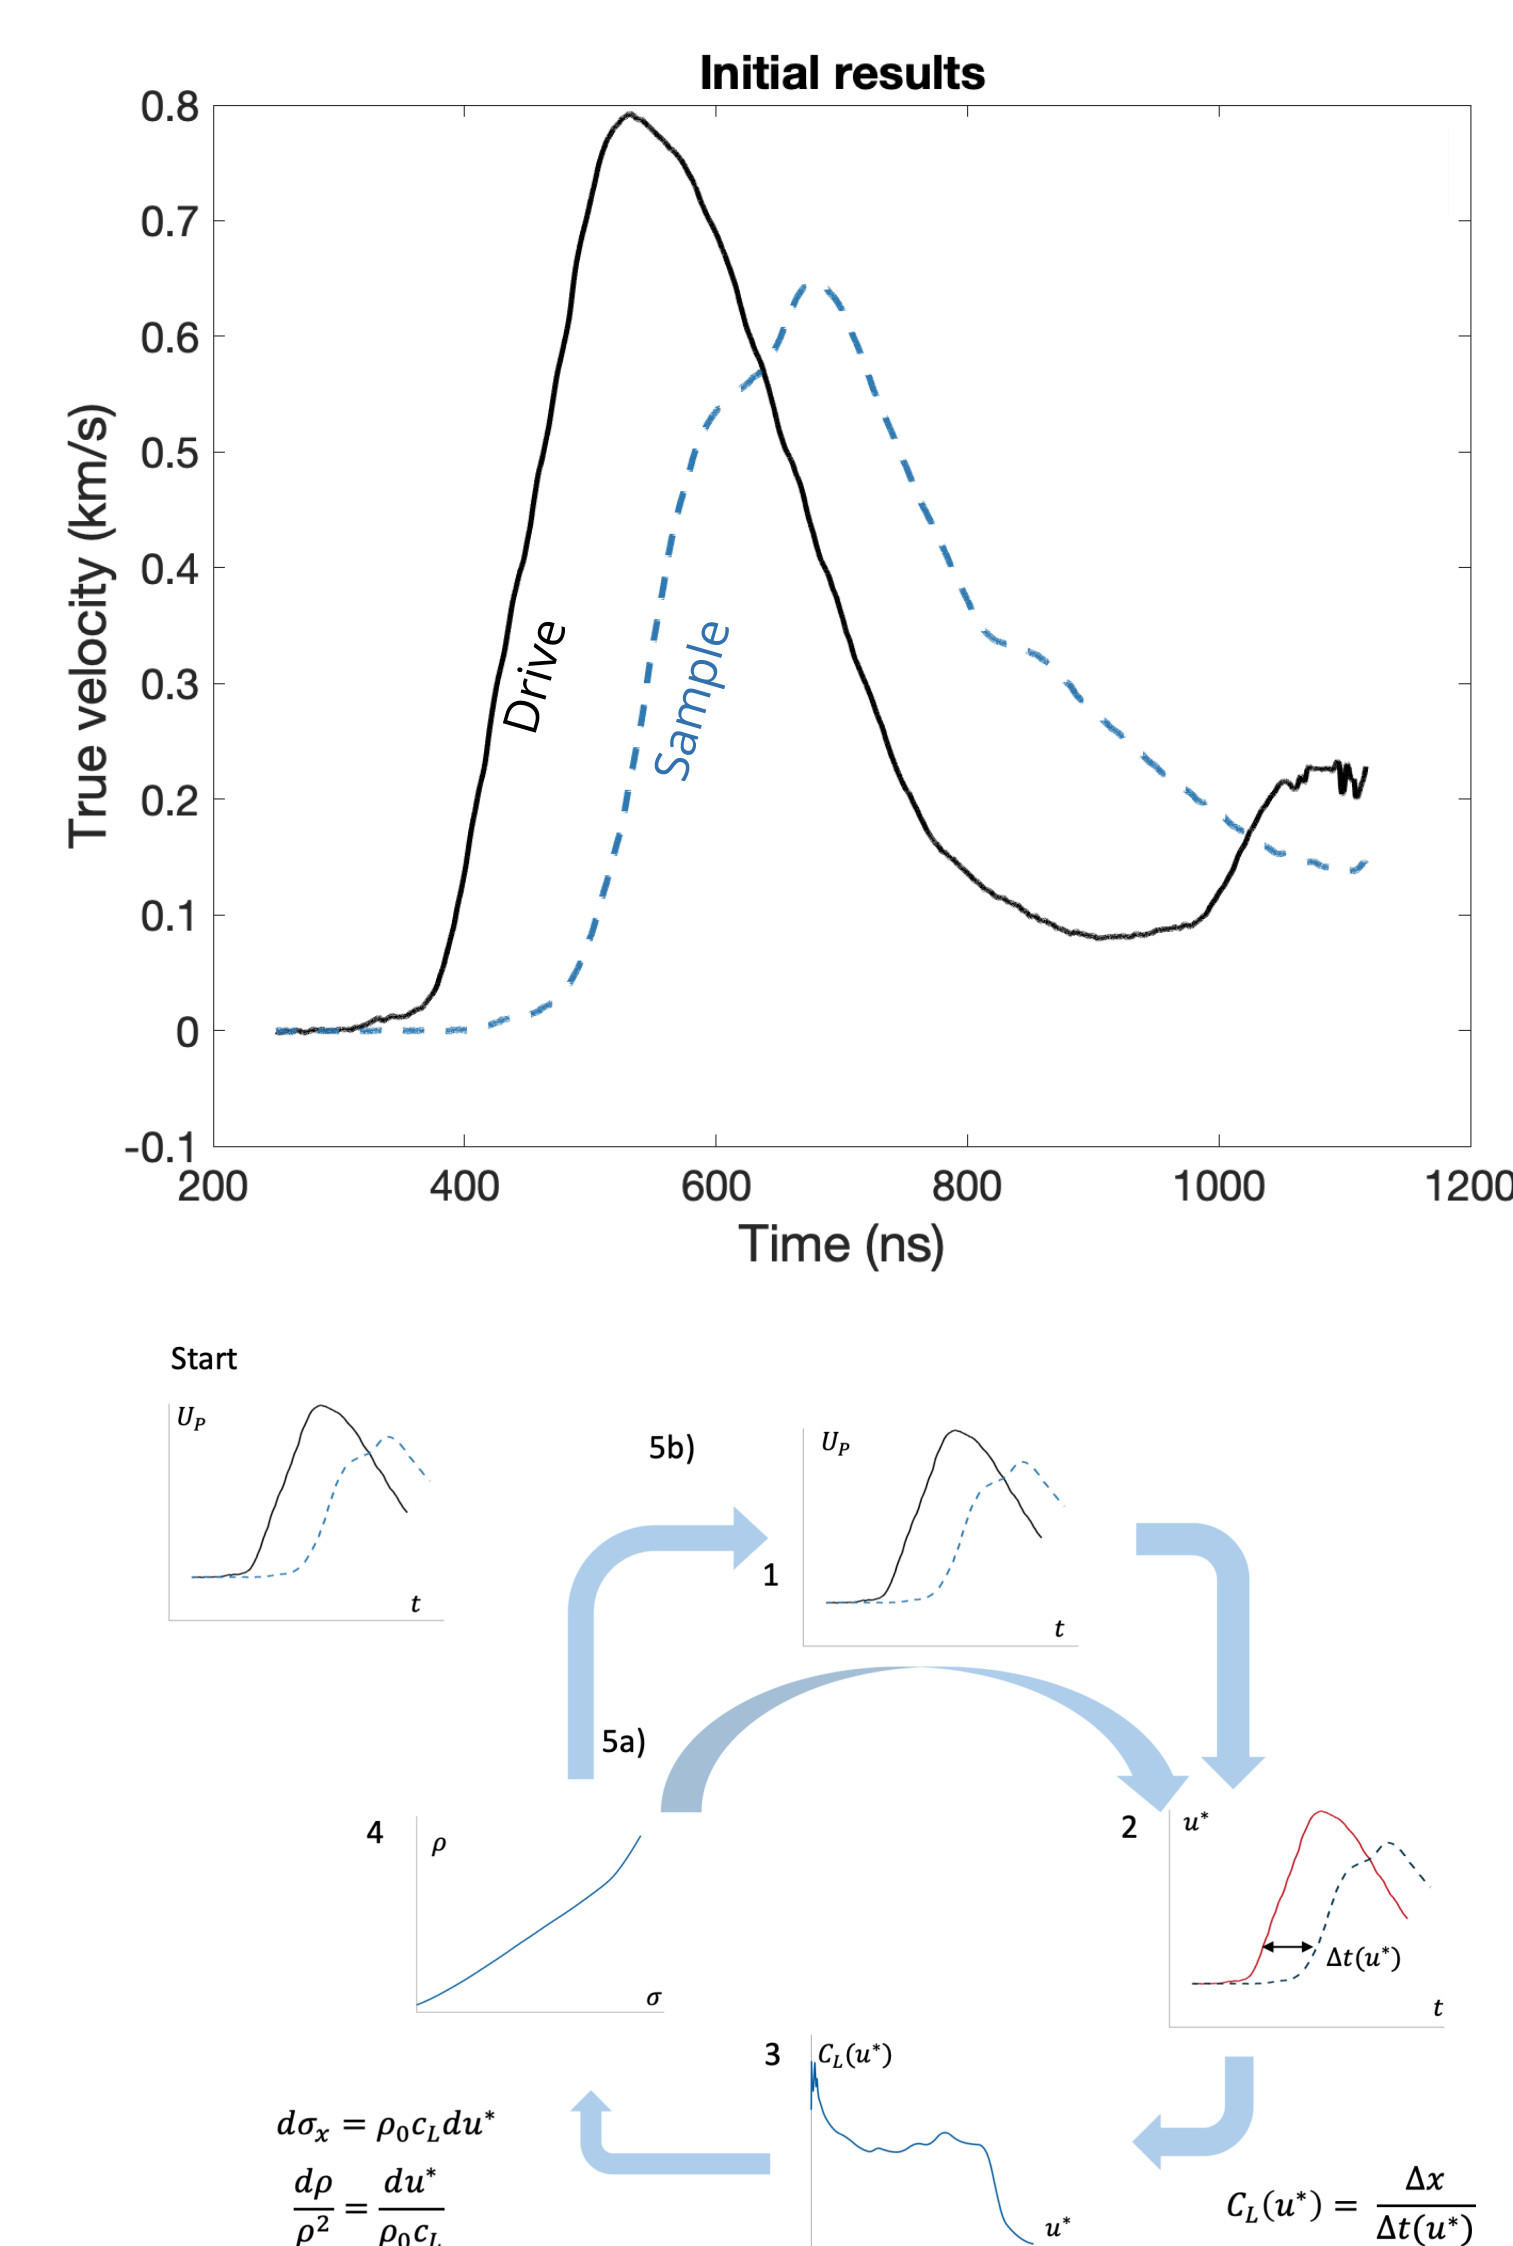 Initial results
0.8
0.7
0.6
0.5
0.4
0.3
0.2
0.1
0
-0.1
True velocity (km/s)
Drive
Sample
200 400 600 800 1000 1200
Time (ns)
Start
U_P
t
5b)
U_P
1
t
5a)
4
ρ
σ
2
u*
Δt(u*)
t
3
C_L(u*)
u*
dσ_x = ρ_0c_Ldu*
dρ/ρ^2 = du*/ρ_0c_L
C_L(u*) = Δx/Δt(u*)